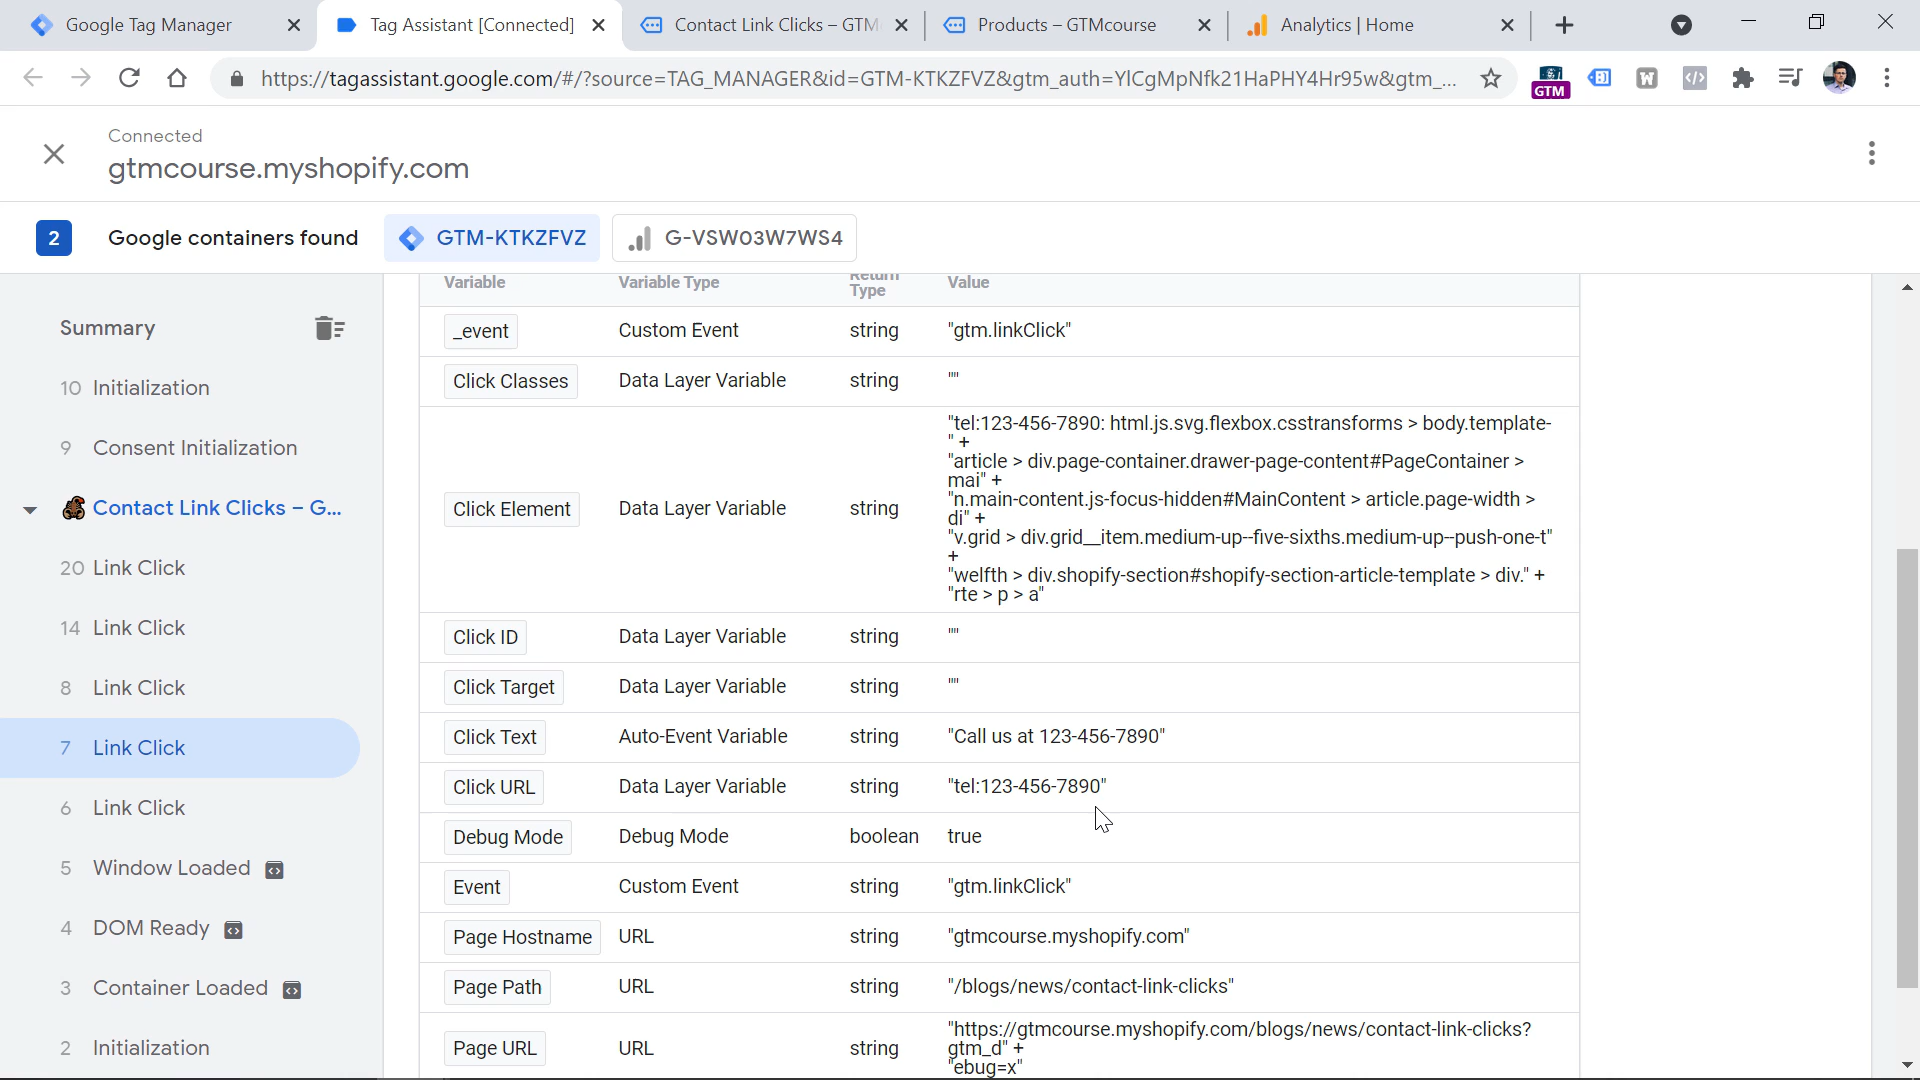 Google Tag Manager
Tag Assistant [Connected]
Contact Link Clicks – GTM
Products – GTMcourse
Analytics | Home
https://tagassistant.google.com/#/?source=TAG_MANAGER&id=GTM-KTKZFVZ&gtm_auth=YlCgMpNfk21HaPHY4Hr95w&gtm_...
GTM
W
Connected
gtmcourse.myshopify.com
2 Google containers found GTM-KTKZFVZ G-VSW03W7WS4
Summary
10 Initialization
9 Consent Initialization
Contact Link Clicks – G...
20 Link Click
14 Link Click
8 Link Click
7 Link Click
6 Link Click
5 Window Loaded
4 DOM Ready
3 Container Loaded
2 Initialization
Variable Variable Type Return Type Value
_event Custom Event string "gtm.linkClick"
Click Classes Data Layer Variable string ""
Click Element Data Layer Variable string "tel:123-456-7890: html.js.svg.flexbox.csstransforms > body.template-
" +
"article > div.page-container.drawer-page-content#PageContainer >
mai" +
"n.main-content.js-focus-hidden#MainContent > article.page-width >
di" +
"v.grid > div.grid__item.medium-up--five-sixths.medium-up--push-one-t"
+
"welfth > div.shopify-section#shopify-section-article-template > div." +
"rte > p > a"
Click ID Data Layer Variable string ""
Click Target Data Layer Variable string ""
Click Text Auto-Event Variable string "Call us at 123-456-7890"
Click URL Data Layer Variable string "tel:123-456-7890"
Debug Mode Debug Mode boolean true
Event Custom Event string "gtm.linkClick"
Page Hostname URL string "gtmcourse.myshopify.com"
Page Path URL string "/blogs/news/contact-link-clicks"
Page URL URL string "https://gtmcourse.myshopify.com/blogs/news/contact-link-clicks?
gtm_d" +
"ebug=x"